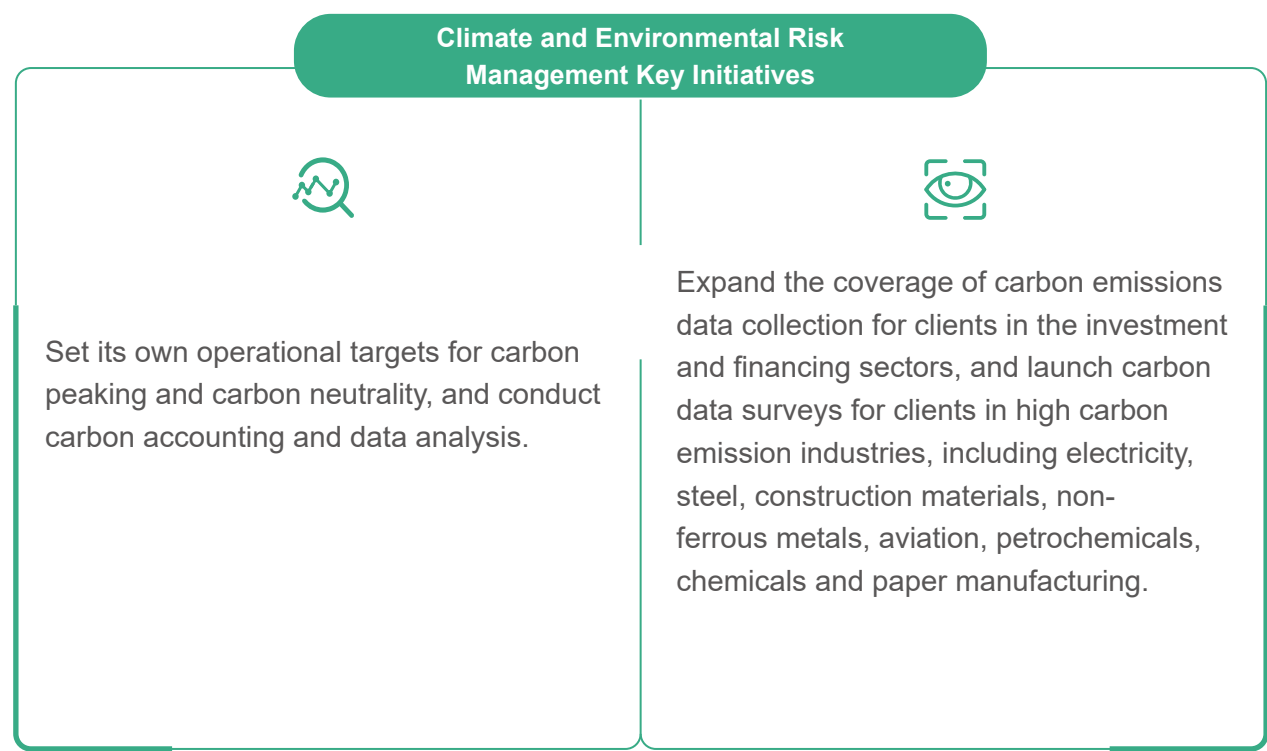 Climate and Environmental Risk
Management Key Initiatives
Set its own operational targets for carbon
peaking and carbon neutrality, and conduct
carbon accounting and data analysis.
Expand the coverage of carbon emissions
data collection for clients in the investment
and financing sectors, and launch carbon
data surveys for clients in high carbon
emission industries, including electricity,
steel, construction materials, non-
ferrous metals, aviation, petrochemicals,
chemicals and paper manufacturing.